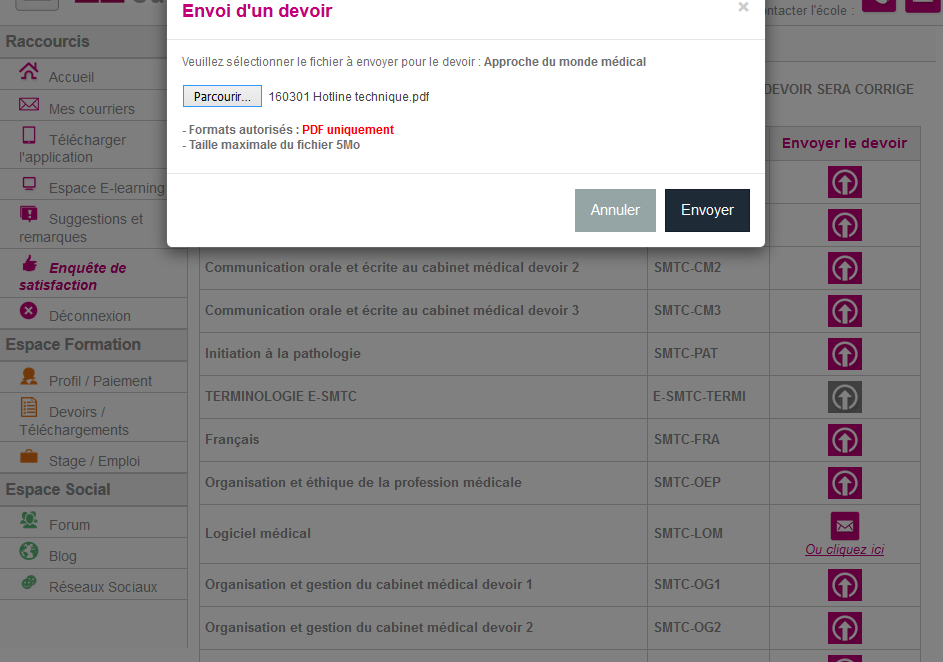 Envoi d'un devoir
×
ntacter l'école :
Raccourcis
Accueil
Mes courriers
Télécharger
l'application
Espace E-learning
Suggestions et
remarques
Enquête de
satisfaction
Déconnexion
Espace Formation
Profil / Paiement
Devoirs /
Téléchargements
Stage / Emploi
Espace Social
Forum
Blog
Réseaux Sociaux
Veuillez sélectionner le fichier à envoyer pour le devoir : Approche du monde médical
Parcourir... 160301 Hotline technique.pdf
- Formats autorisés : PDF uniquement
- Taille maximale du fichier 5Mo
Annuler Envoyer
DEVOIR SERA CORRIGE
Envoyer le devoir
Communication orale et écrite au cabinet médical devoir 2 SMTC-CM2
Communication orale et écrite au cabinet médical devoir 3 SMTC-CM3
Initiation à la pathologie SMTC-PAT
TERMINOLOGIE E-SMTC E-SMTC-TERMI
Français SMTC-FRA
Organisation et éthique de la profession médicale SMTC-OEP
Logiciel médical SMTC-LOM
Ou cliquez ici
Organisation et gestion du cabinet médical devoir 1 SMTC-OG1
Organisation et gestion du cabinet médical devoir 2 SMTC-OG2